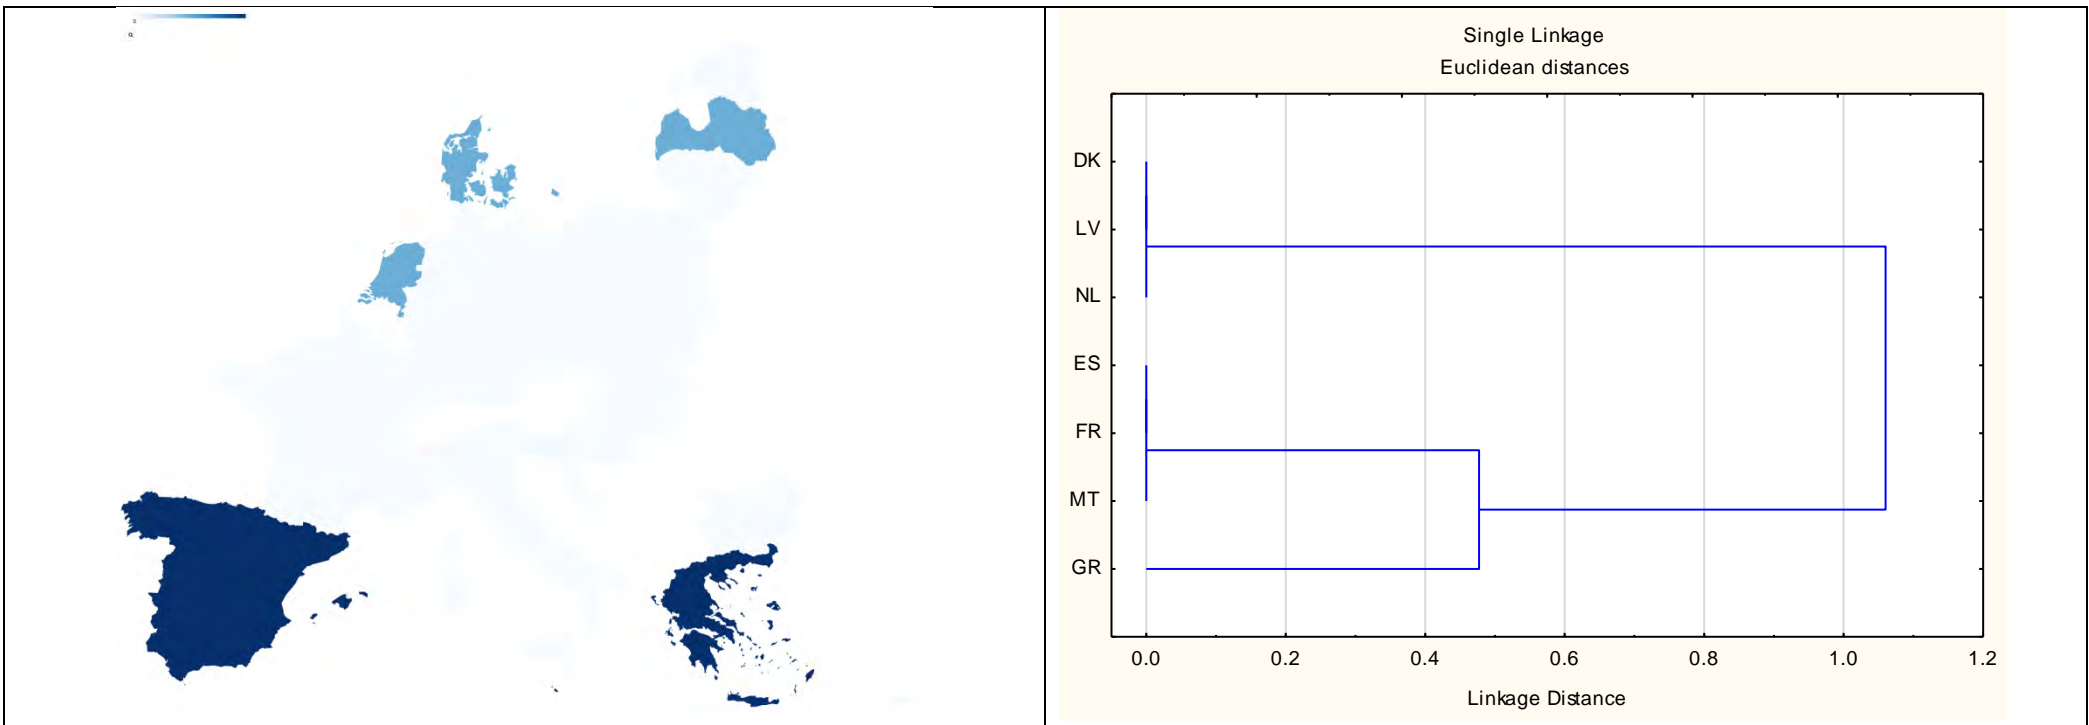 Single Linkage
Euclidean distances
DK
LV
NL
ES
FR
MT
GR
0.0 0.2 0.4 0.6 0.8 1.0 1.2
Linkage Distance